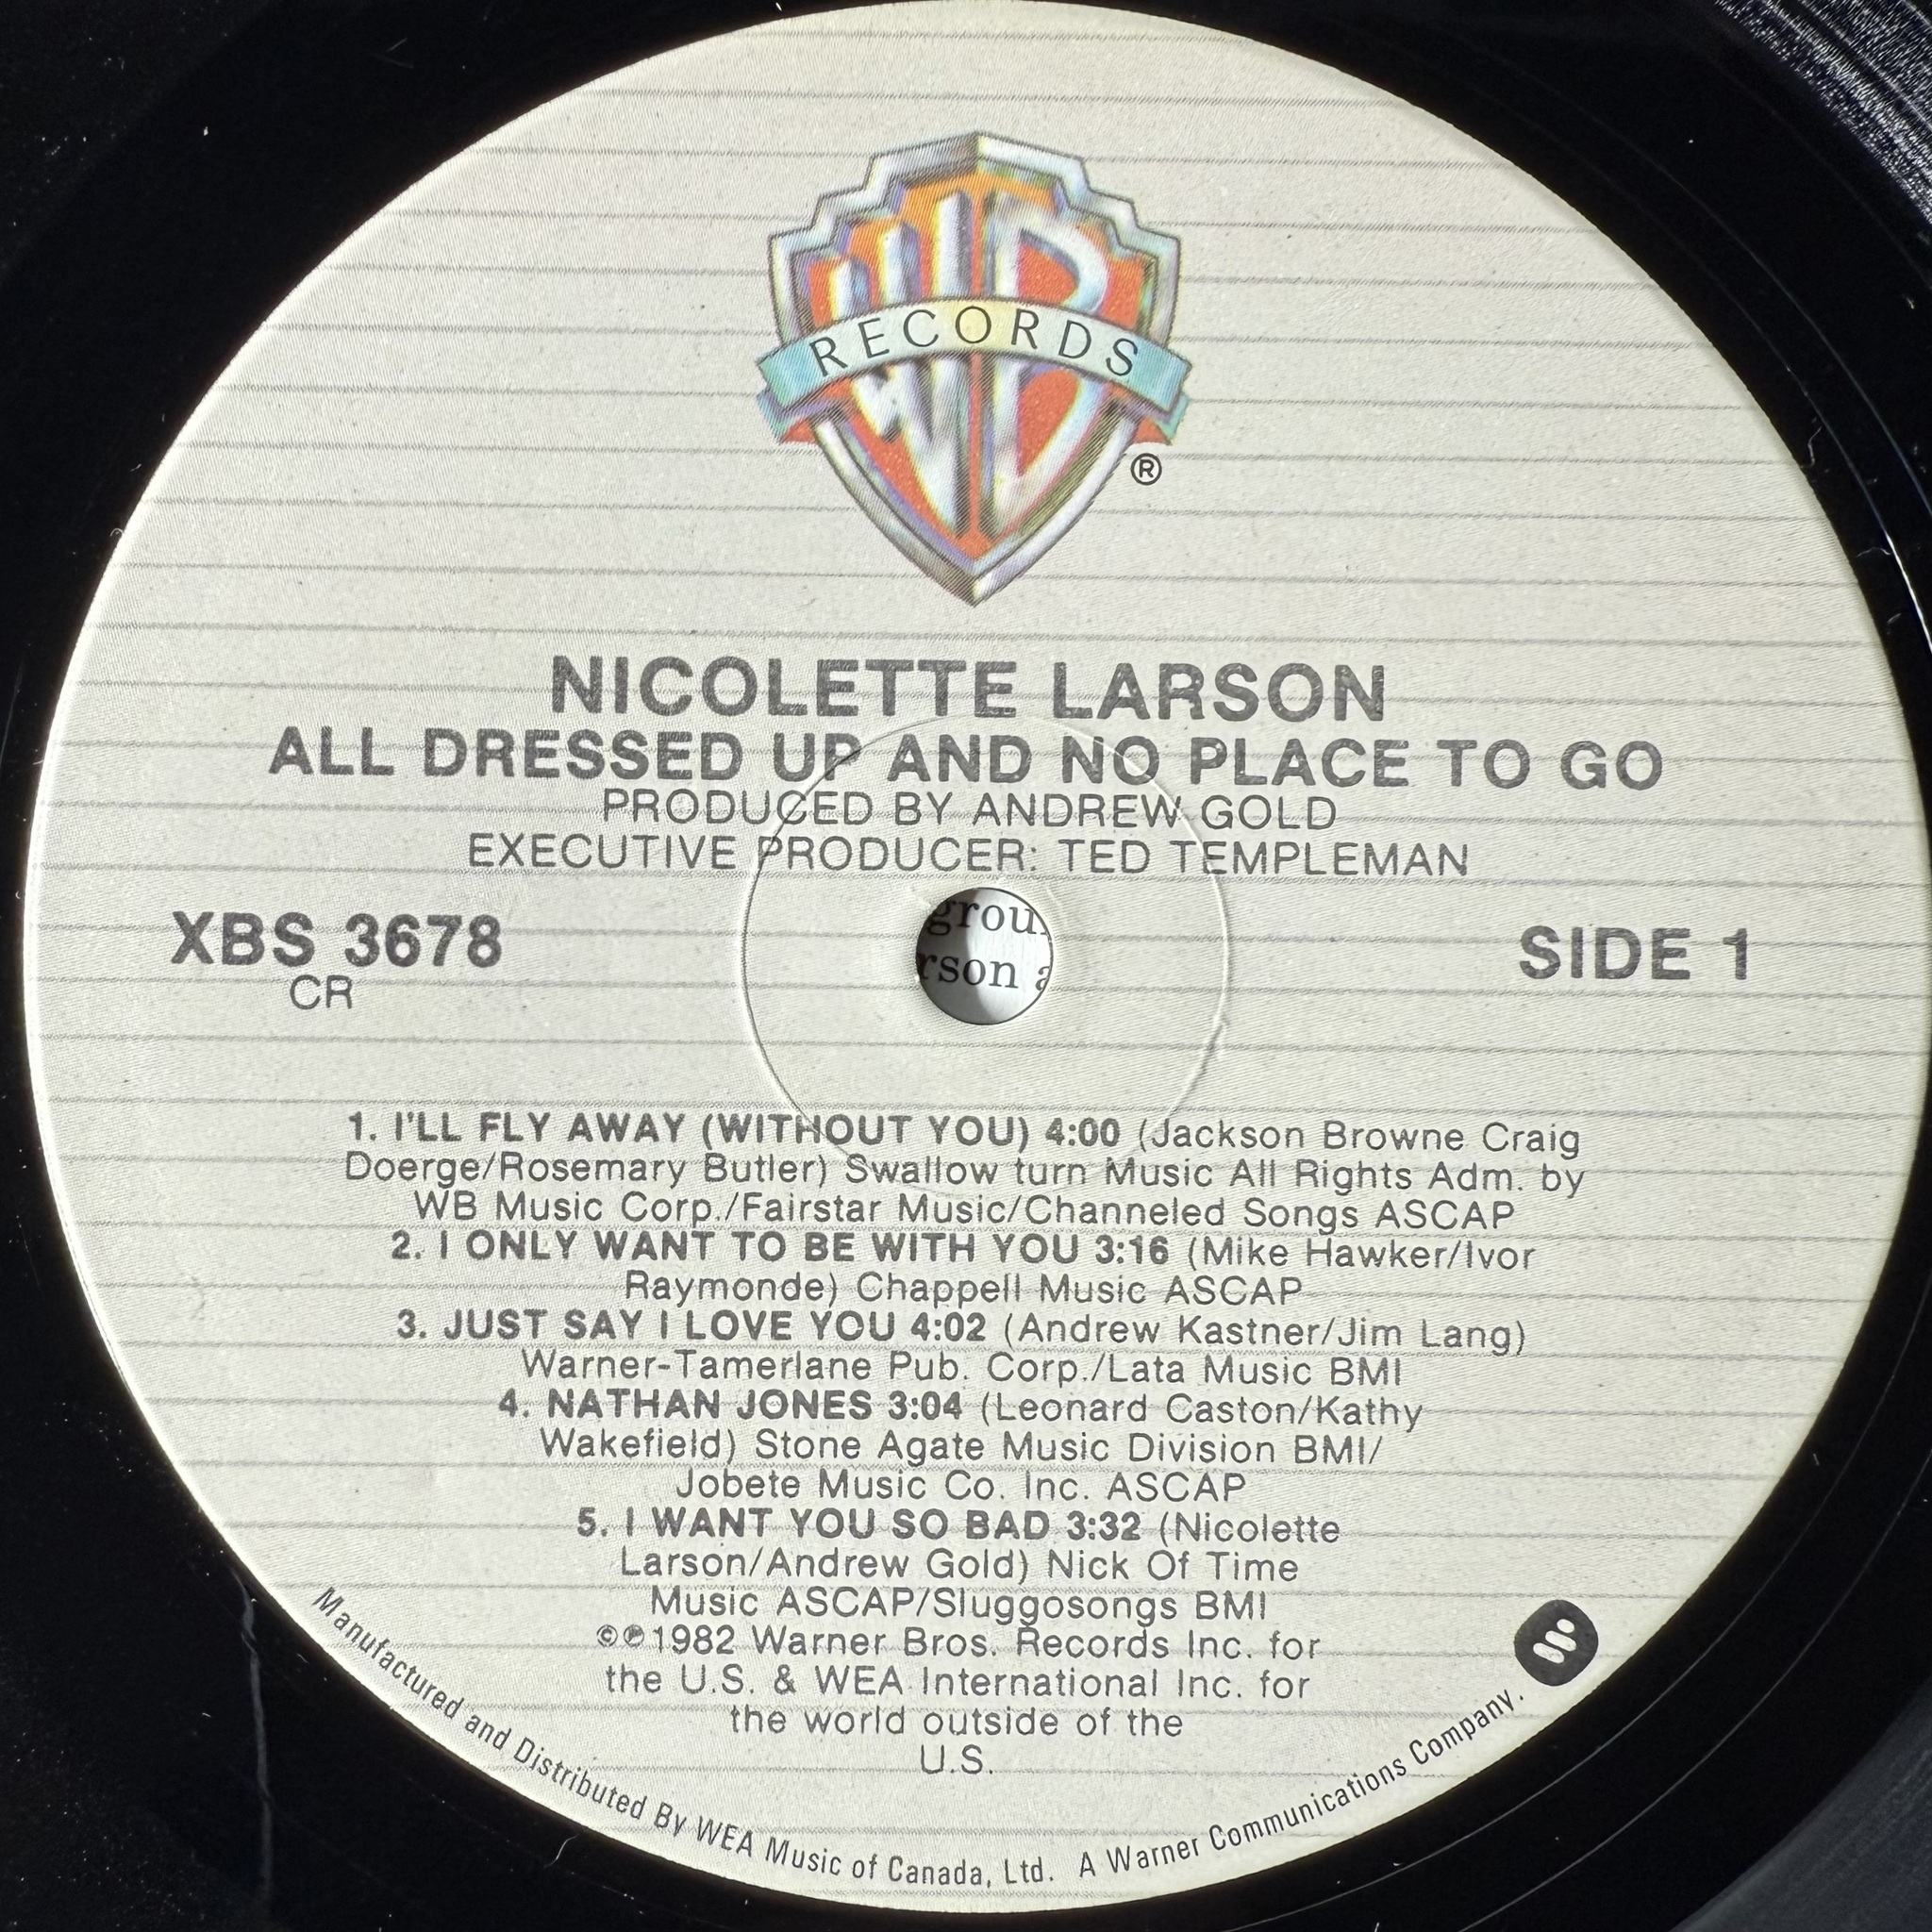 WB
RECORDS
®
NICOLETTE LARSON
ALL DRESSED UP AND NO PLACE TO GO
PRODUCED BY ANDREW GOLD
EXECUTIVE PRODUCER: TED TEMPLEMAN
XBS 3678
CR
SIDE 1
1. I'LL FLY AWAY (WITHOUT YOU) 4:00 (Jackson Browne Craig
Doerge/Rosemary Butler) Swallow turn Music All Rights Adm. by
WB Music Corp./Fairstar Music/Channeled Songs ASCAP
2. I ONLY WANT TO BE WITH YOU 3:16 (Mike Hawker/Ivor
Raymonde) Chappell Music ASCAP
3. JUST SAY I LOVE YOU 4:02 (Andrew Kastner/Jim Lang)
Warner-Tamerlane Pub. Corp./Lata Music BMI
4. NATHAN JONES 3:04 (Leonard Caston/Kathy
Wakefield) Stone Agate Music Division BMI/
Jobete Music Co. Inc. ASCAP
5. I WANT YOU SO BAD 3:32 (Nicolette
Larson/Andrew Gold) Nick Of Time
Music ASCAP/Sluggosongs BMI
©℗1982 Warner Bros. Records Inc. for
the U.S. & WEA International Inc. for
the world outside of the
U.S.
Manufactured and Distributed By WEA Music of Canada, Ltd. A Warner Communications Company.